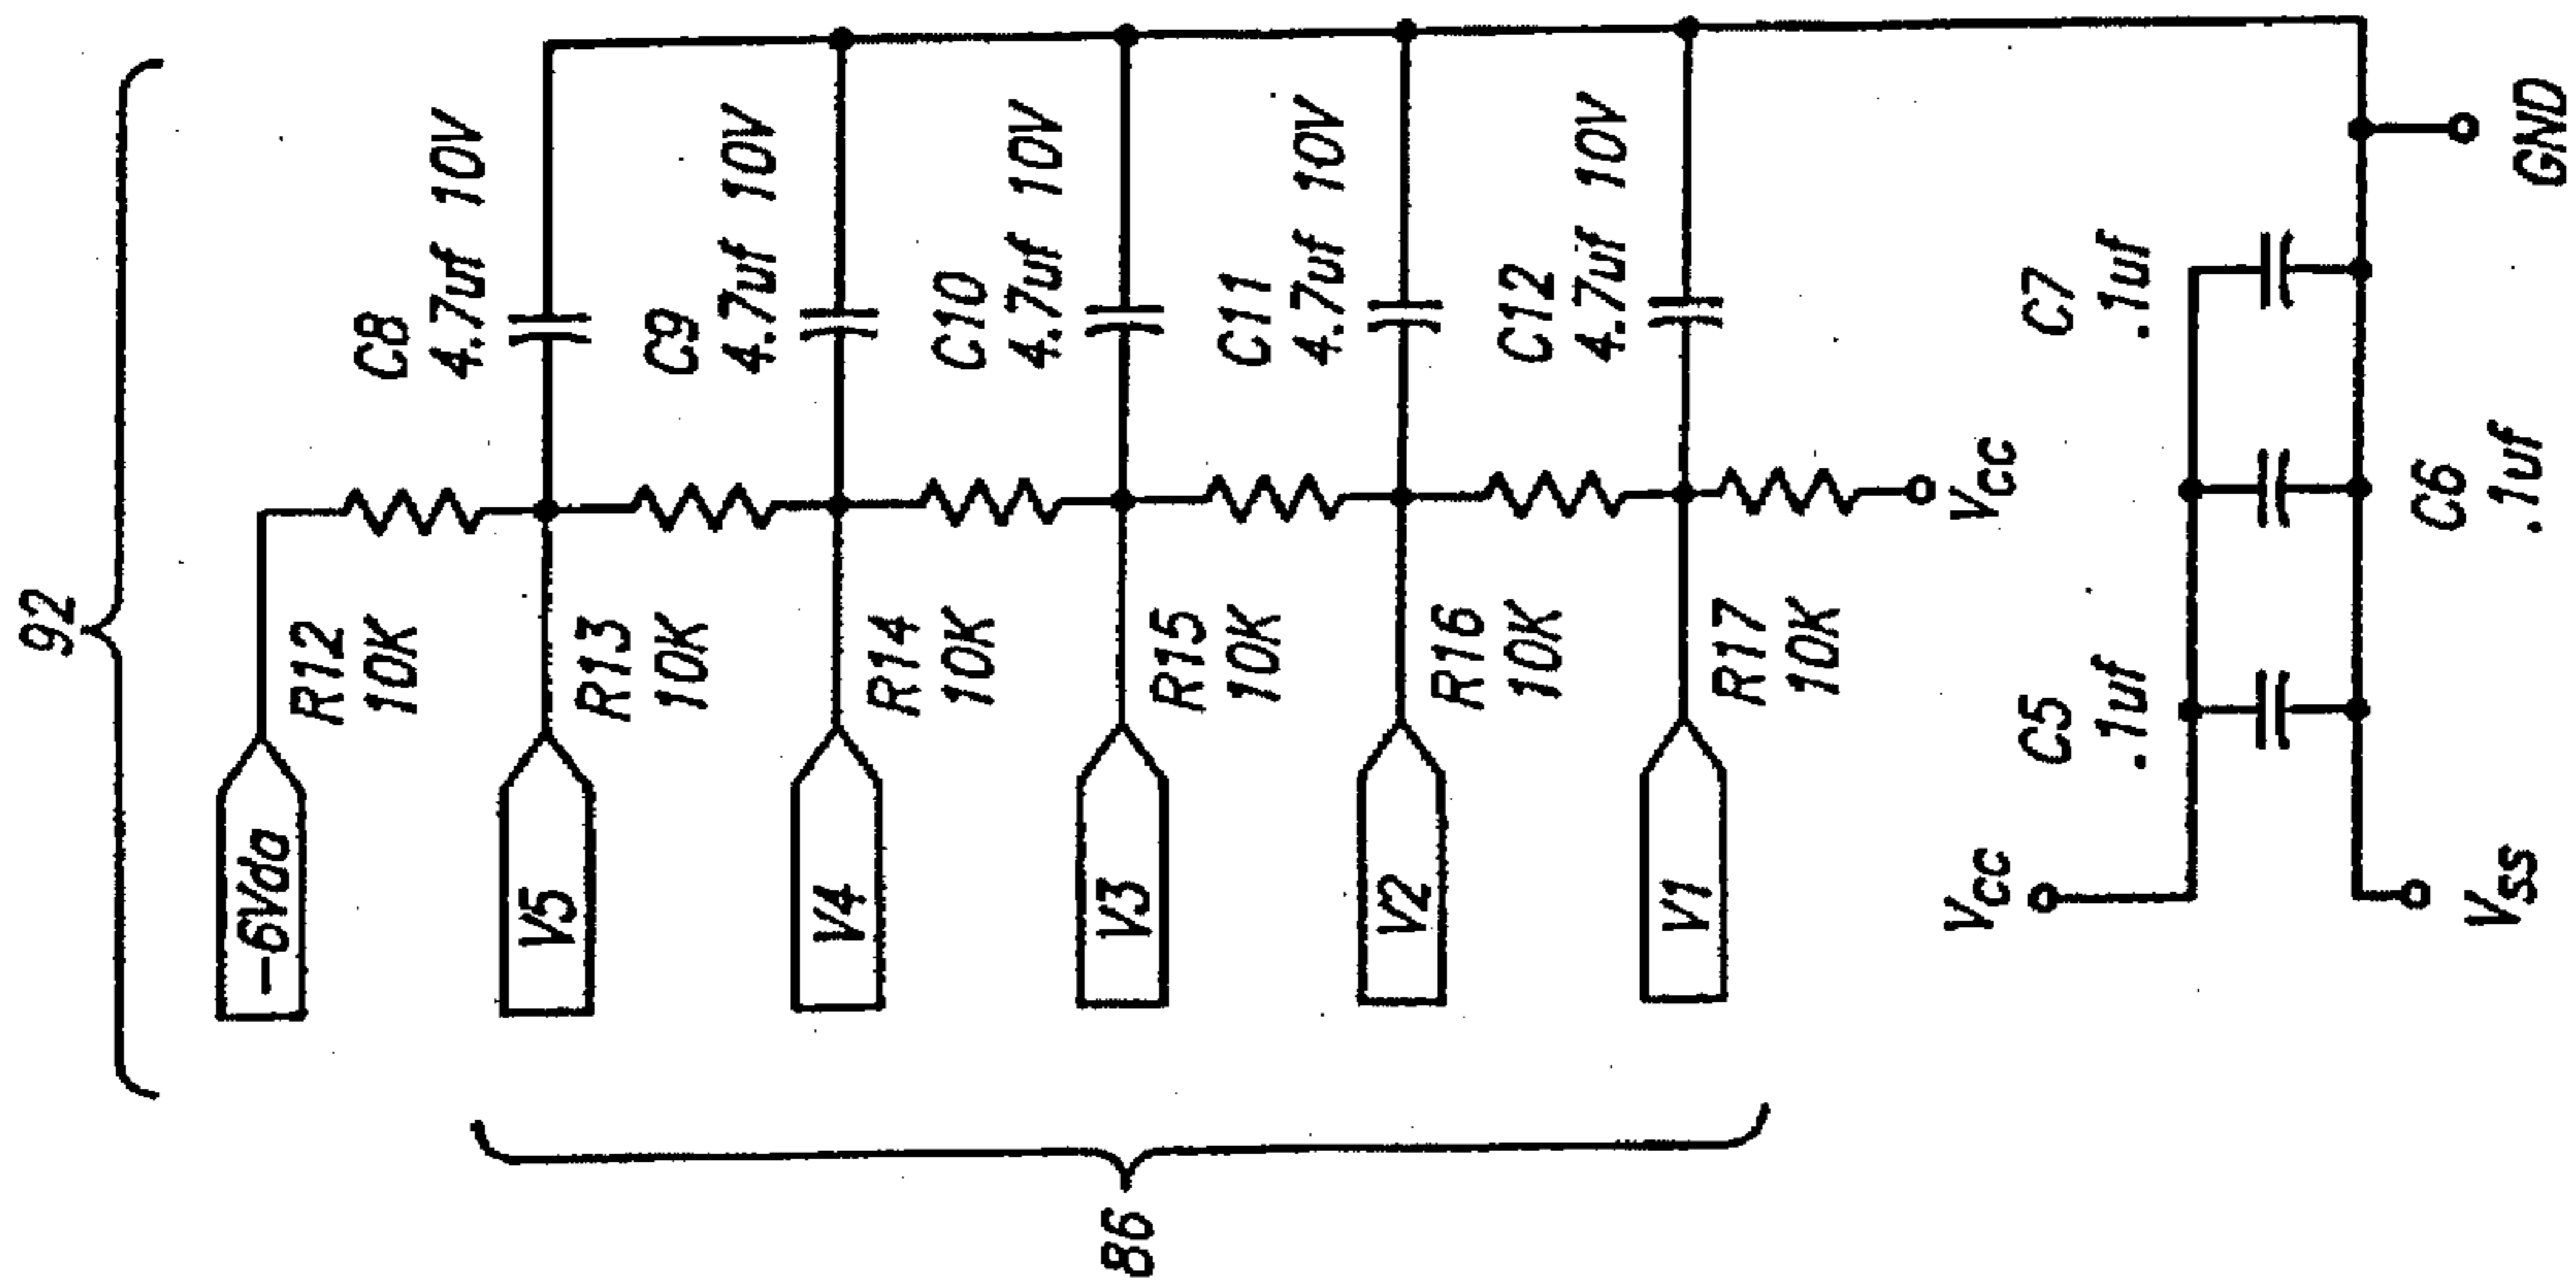 92
C8
4.7uf 10V
C9
4.7uf 10V
C10
4.7uf 10V
C11
4.7uf 10V
C12
4.7uf 10V
R12
10K
R13
10K
R14
10K
R15
10K
R16
10K
R17
10K
VCC
-6Vda
V5
V4
V3
V2
V1
86
VCC
C5
.1uf
C6
.1uf
C7
.1uf
VSS
GND